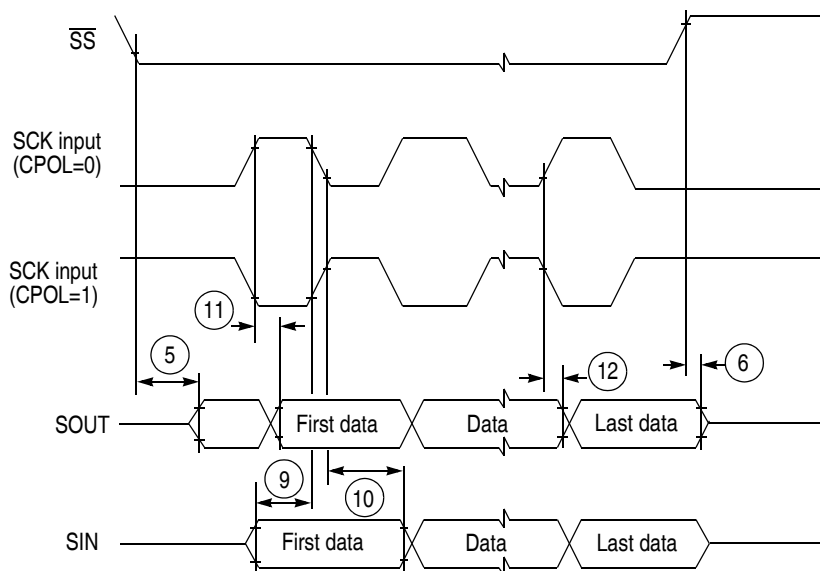 SS
SCK input
(CPOL=0)
SCK input
(CPOL=1)
11
5
12
6
SOUT
First data
Data
Last data
9
10
SIN
First data
Data
Last data